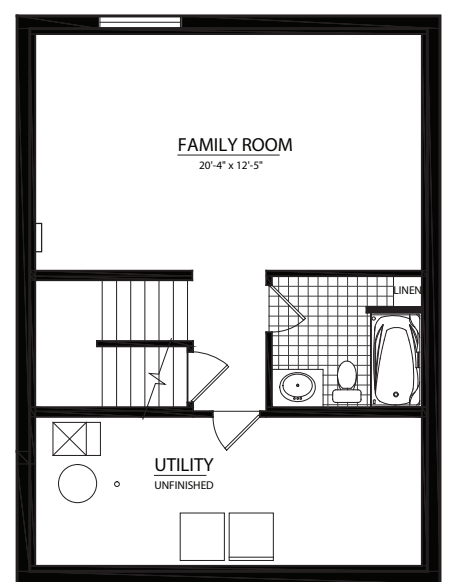 FAMILY ROOM
20'-4" x 12'-5"
LINEN
UTILITY
UNFINISHED